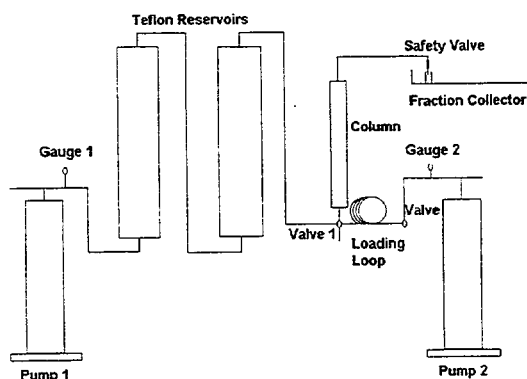 Teflon Reservoirs
Safety Valve
Fraction Collector
Column
Gauge 1
Gauge 2
Valve 1
Valve
Loading
Loop
Pump 1
Pump 2